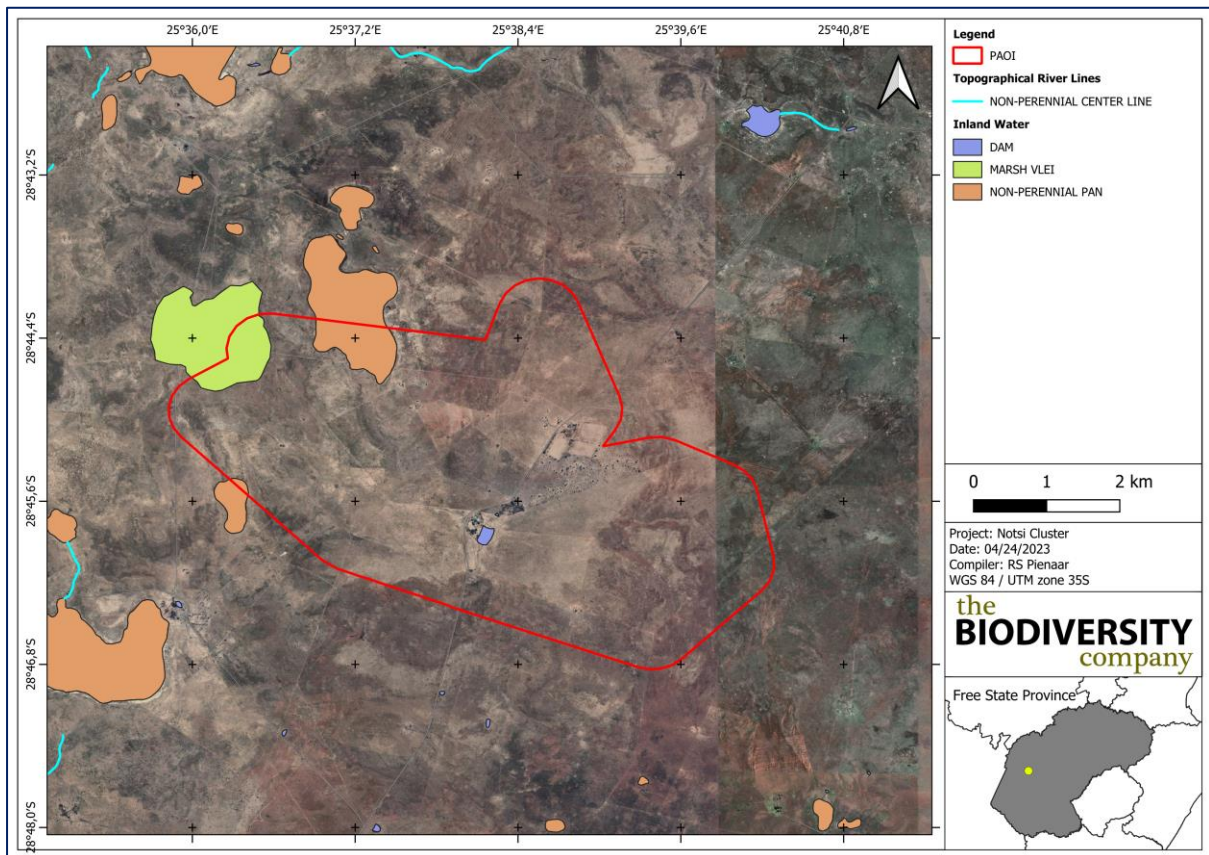 25°36,0'E
25°37,2'E
25°38,4'E
25°39,6'E
25°40,8'E
28°43,2'S
28°44,4'S
28°45,6'S
28°46,8'S
28°48,0'S
Legend
PAOI
Topographical River Lines
NON-PERENNIAL CENTER LINE
Inland Water
DAM
MARSH VLEI
NON-PERENNIAL PAN
0 1 2 km
Project: Notsi Cluster
Date: 04/24/2023
Compiler: RS Pienaar
WGS 84 / UTM zone 35S
the
BIODIVERSITY
company
Free State Province